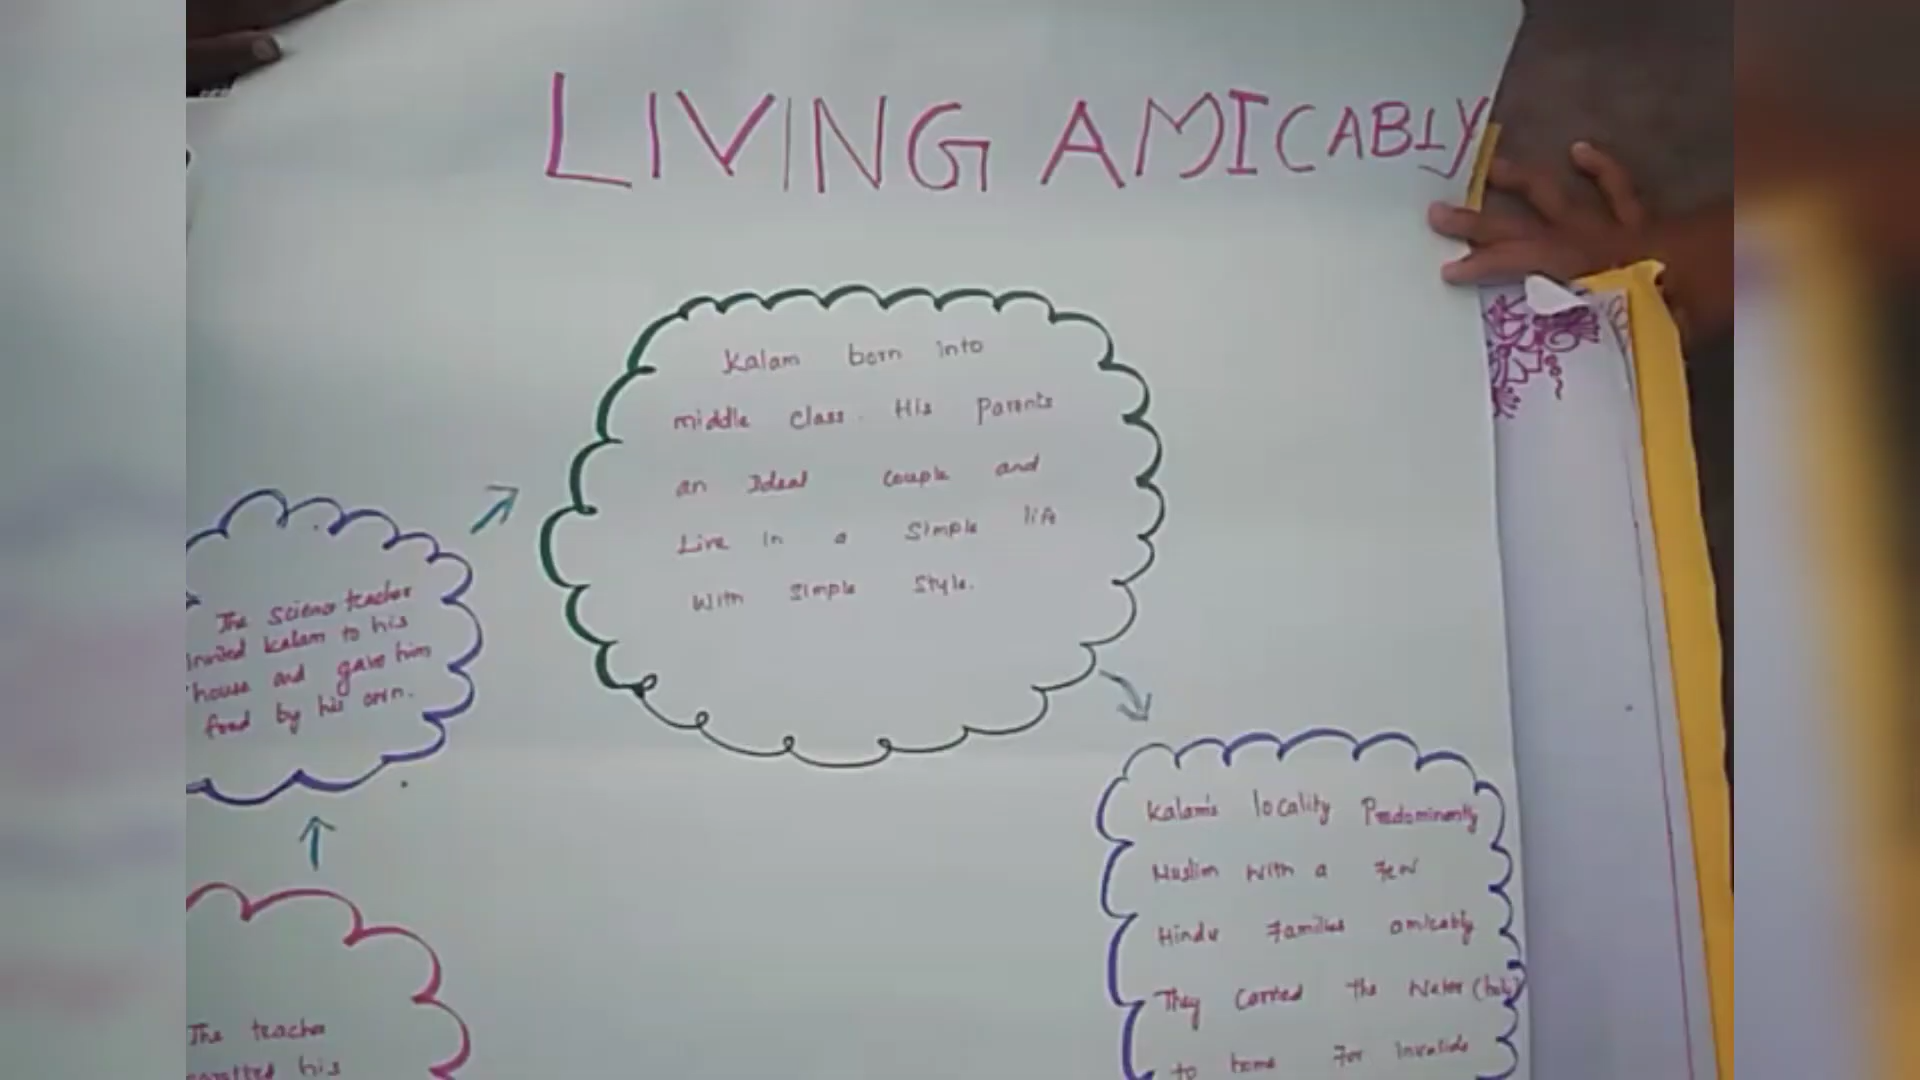 LIVING AMICABLY
Kalam born into
middle class. His Parents
an Ideal couple and
Live in a simple life
With simple style.
Kalam's locality Predominently
Muslim with a Few
Hindu Families amicably
They carried the Water (holy)
to home For Invalids
The teacher
his
The science teacher
invited kalam to his
house and gave him
food by his own.